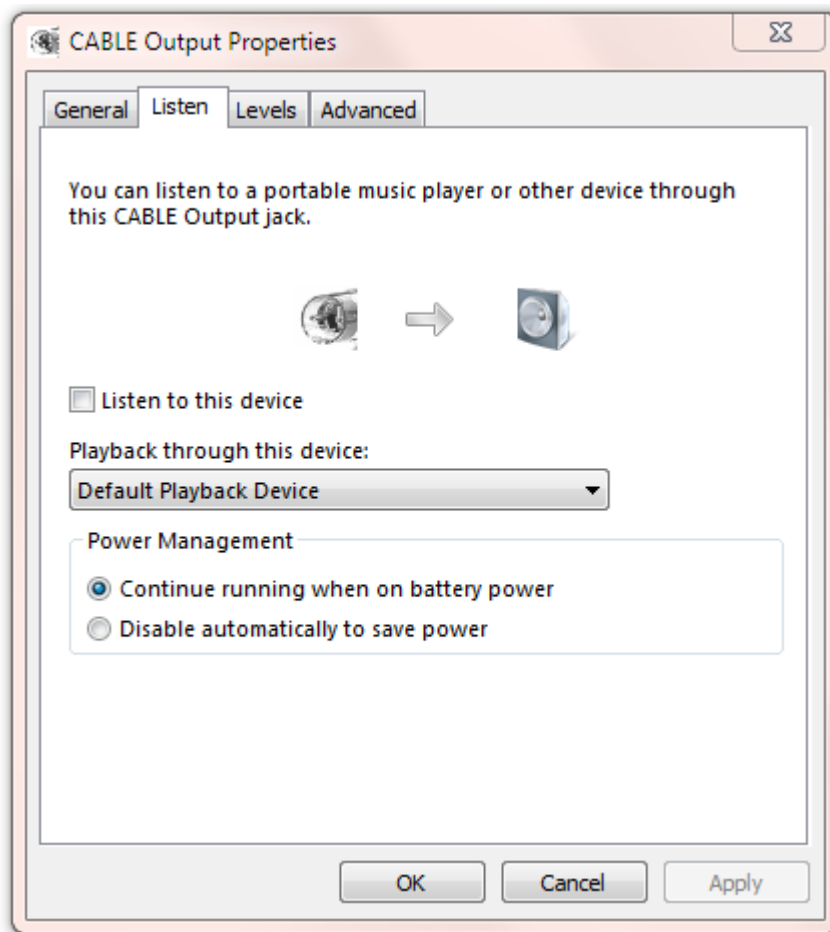 CABLE Output Properties
General Listen Levels Advanced
You can listen to a portable music player or other device through
this CABLE Output jack.
Listen to this device
Playback through this device:
Default Playback Device
Power Management
Continue running when on battery power
Disable automatically to save power
OK Cancel Apply